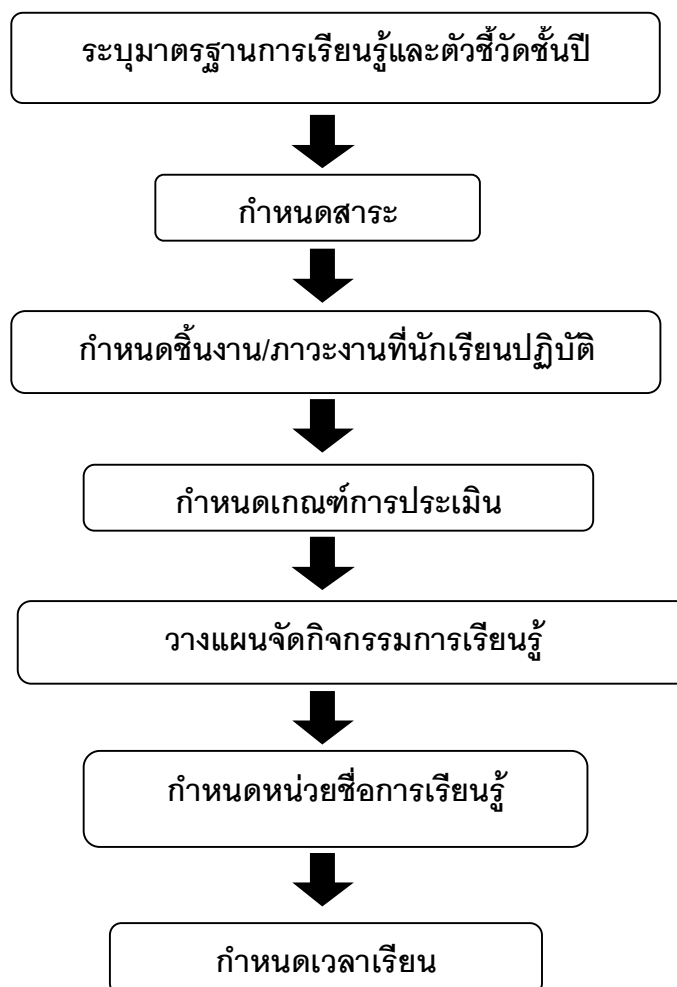 ระบุมาตรฐานการเรียนรู้และตัวชี้วัดชั้นปี
กำหนดสาระ
กำหนดชิ้นงาน/ภาวะงานที่นักเรียนปฏิบัติ
กำหนดเกณฑ์การประเมิน
วางแผนจัดกิจกรรมการเรียนรู้
กำหนดหน่วยชื่อการเรียนรู้
กำหนดเวลาเรียน